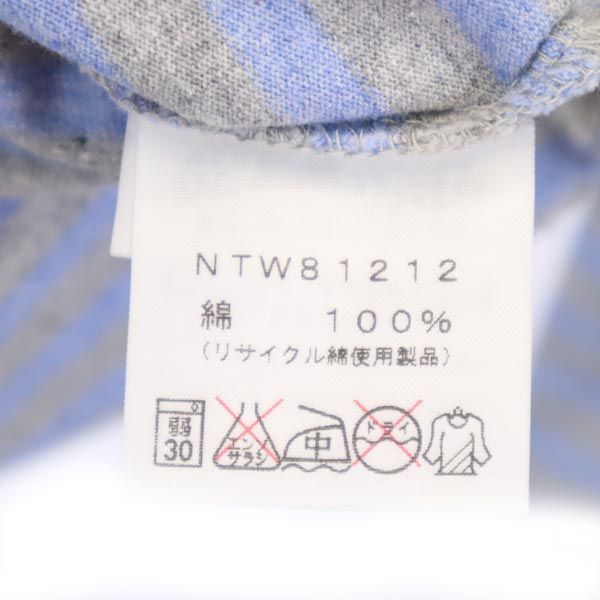 NTW81212
綿 100%
(リサイクル綿使用製品)
弱 30 エンソ サラシ 中 ドライ